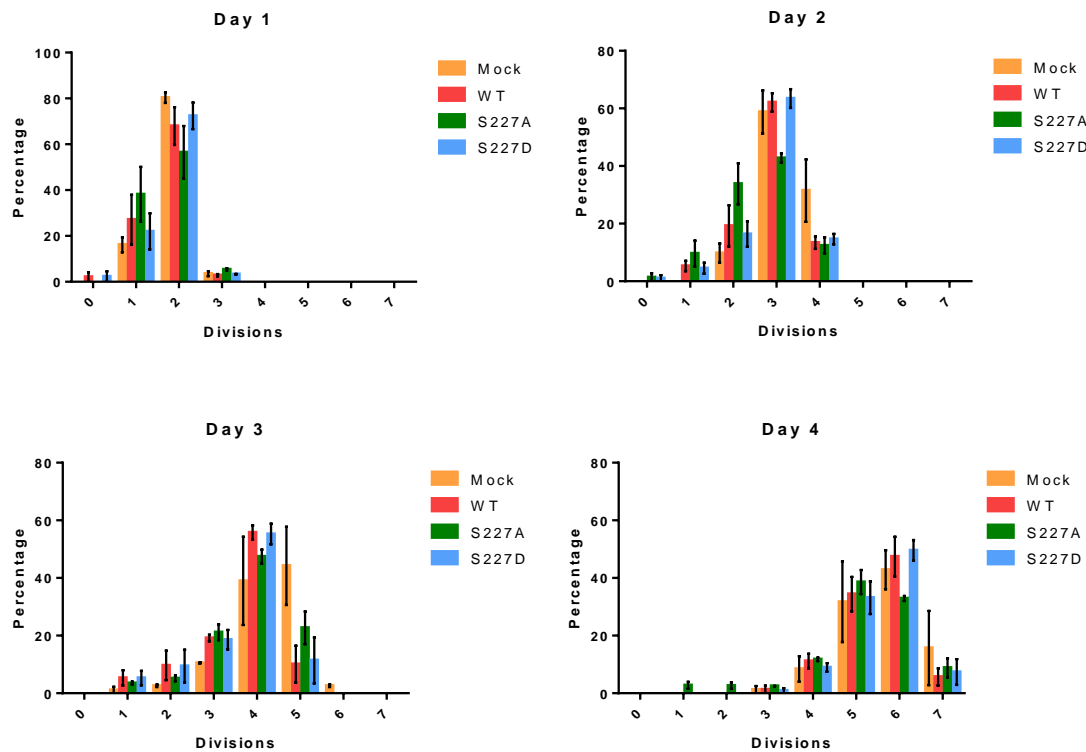 Day 1
100
80
60
40
20
0
Percentage
0 1 2 3 4 5 6 7
Divisions
Mock
WT
S227A
S227D
Day 2
80
60
40
20
0
Percentage
0 1 2 3 4 5 6 7
Divisions
Mock
WT
S227A
S227D
Day 3
80
60
40
20
0
Percentage
0 1 2 3 4 5 6 7
Divisions
Mock
WT
S227A
S227D
Day 4
80
60
40
20
0
Percentage
0 1 2 3 4 5 6 7
Divisions
Mock
WT
S227A
S227D